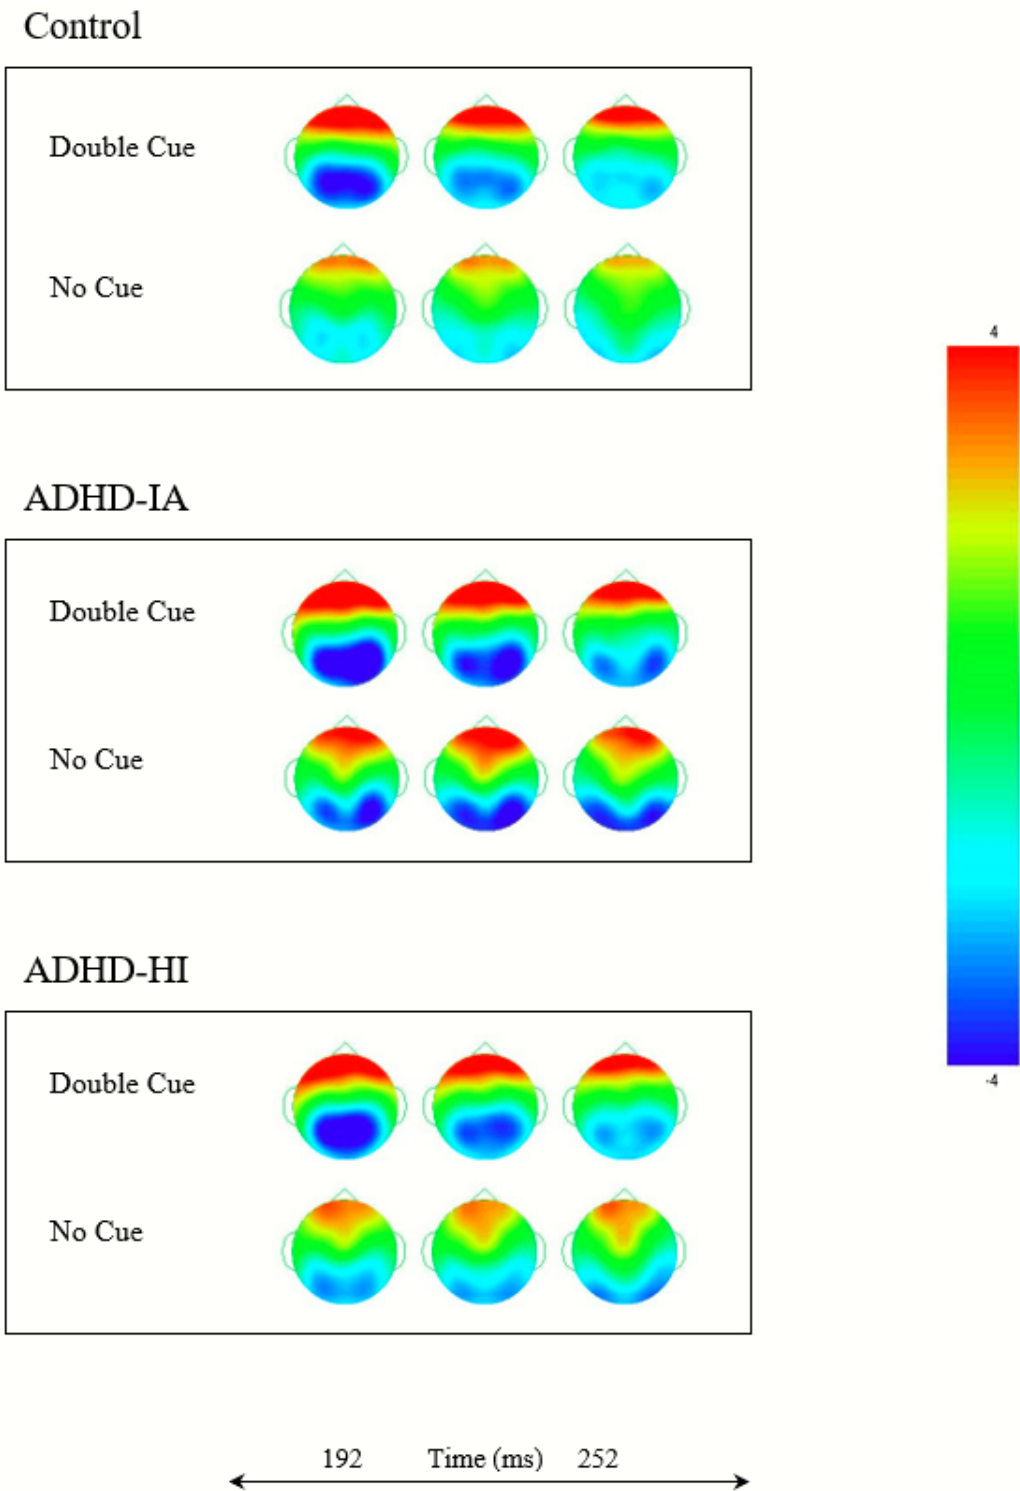 Control
Double Cue
No Cue
4
ADHD-IA
Double Cue
No Cue
ADHD-HI
Double Cue
-4
No Cue
192 Time (ms) 252